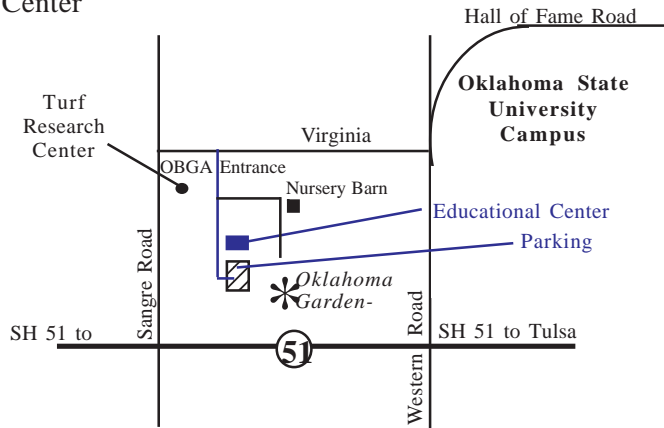 Center
Hall of Fame Road
Oklahoma State
University
Campus
Turf
Research
Center
Virginia
OBGA Entrance
Nursery Barn
Educational Center
Parking
Oklahoma
Garden-
Sangre Road
Western Road
SH 51 to
51
SH 51 to Tulsa